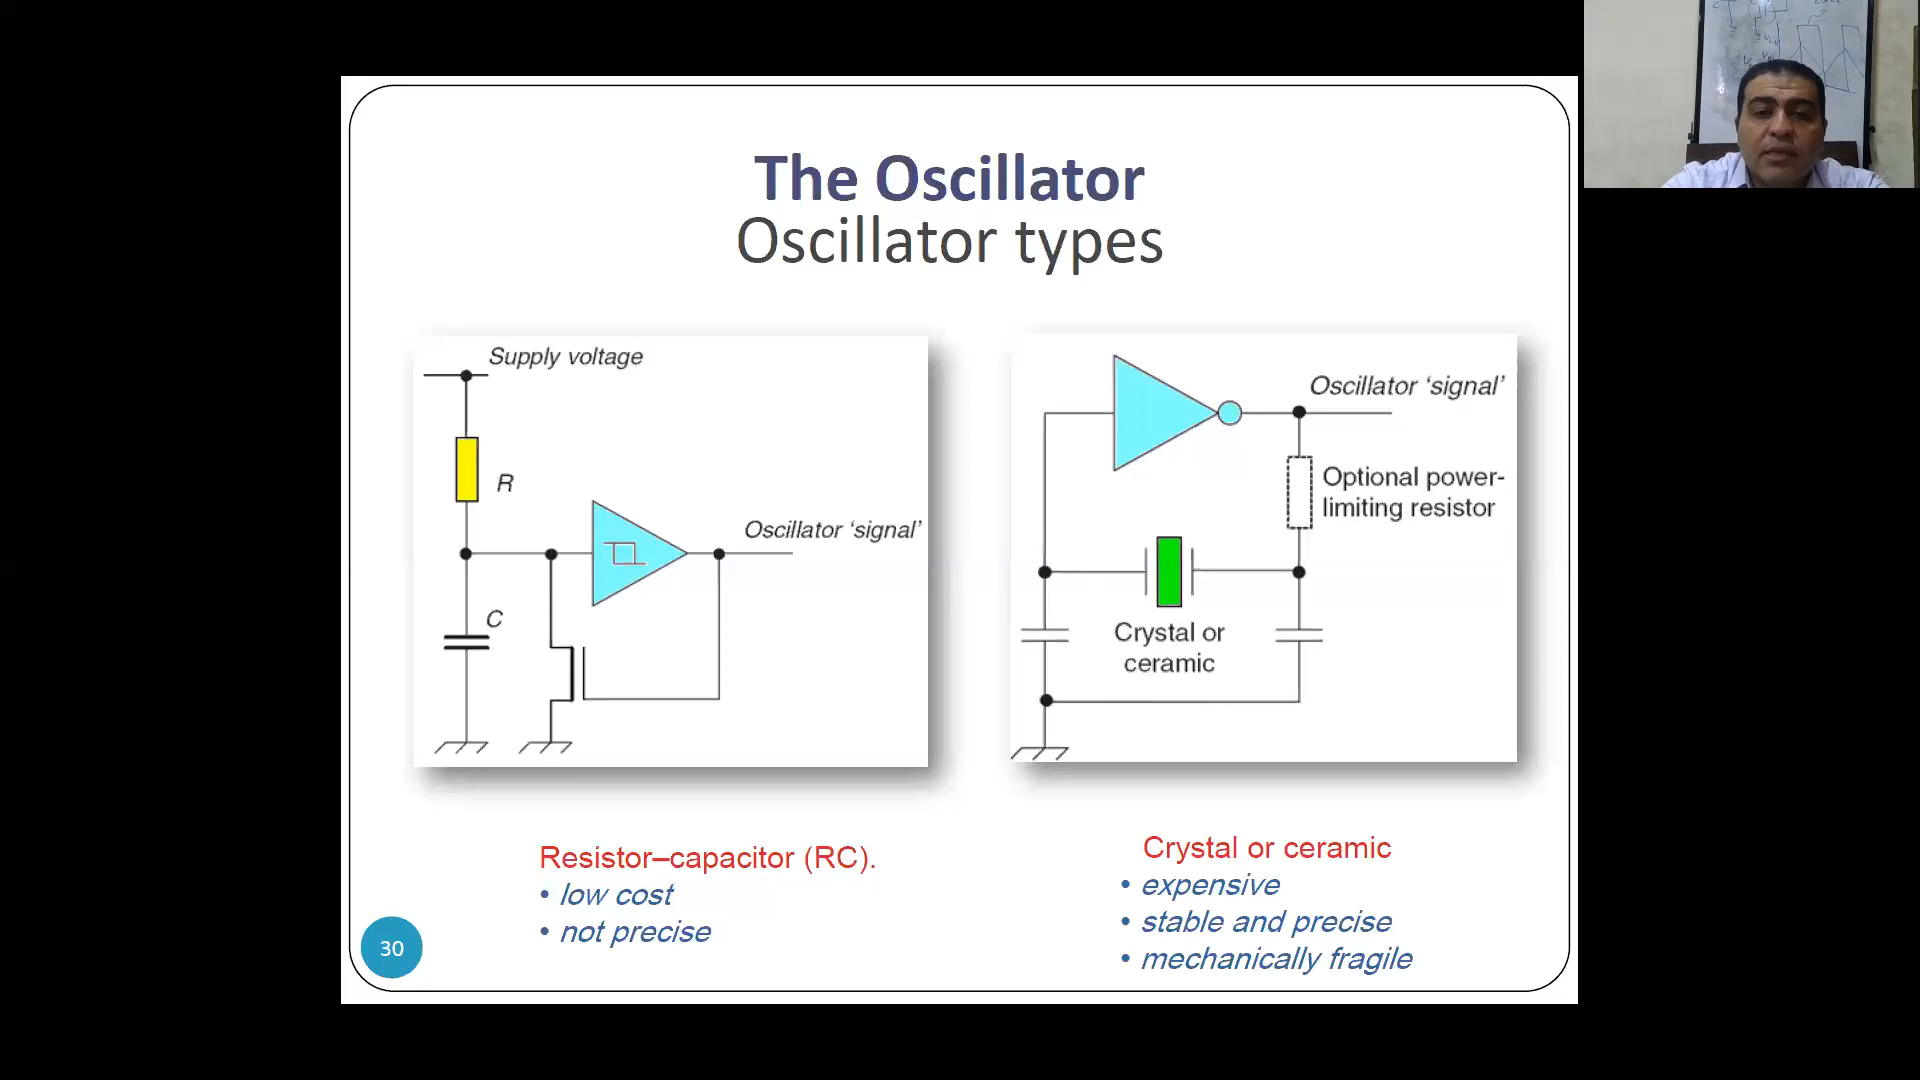 The Oscillator
Oscillator types
Supply voltage
R
Oscillator ‘signal’
C
Oscillator ‘signal’
Optional power-
limiting resistor
Crystal or
ceramic
Resistor–capacitor (RC).
• low cost
• not precise
Crystal or ceramic
• expensive
• stable and precise
• mechanically fragile
30